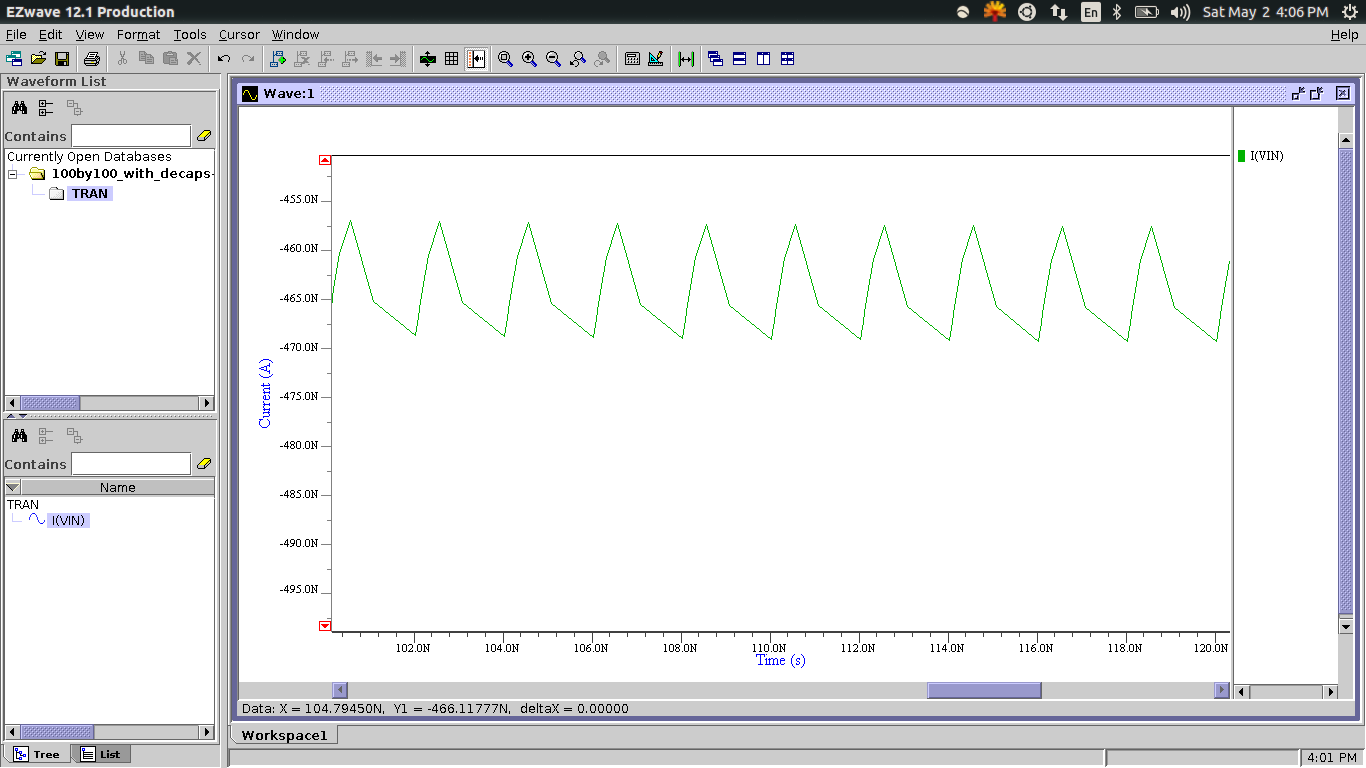 EZwave 12.1 Production
En
Sat May 2 4:06 PM
File Edit View Format Tools Cursor Window Help
Waveform List
Contains
Currently Open Databases
100by100_with_decaps-
TRAN
Contains
Name
TRAN
I(VIN)
Tree
List
Wave:1
-455.0N
-460.0N
-465.0N
-470.0N
-475.0N
-480.0N
-485.0N
-490.0N
-495.0N
Current (A)
102.0N 104.0N 106.0N 108.0N 110.0N 112.0N 114.0N 116.0N 118.0N 120.0N
Time (s)
I(VIN)
Data: X = 104.79450N, Y1 = -466.11777N, deltaX = 0.00000
Workspace1
4:01 PM